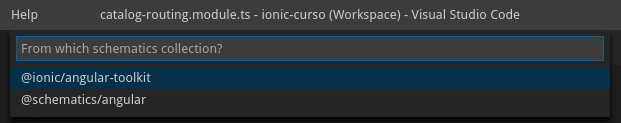 Help catalog-routing.module.ts - ionic-curso (Workspace) - Visual Studio Code
From which schematics collection?
@ionic/angular-toolkit
@schematics/angular